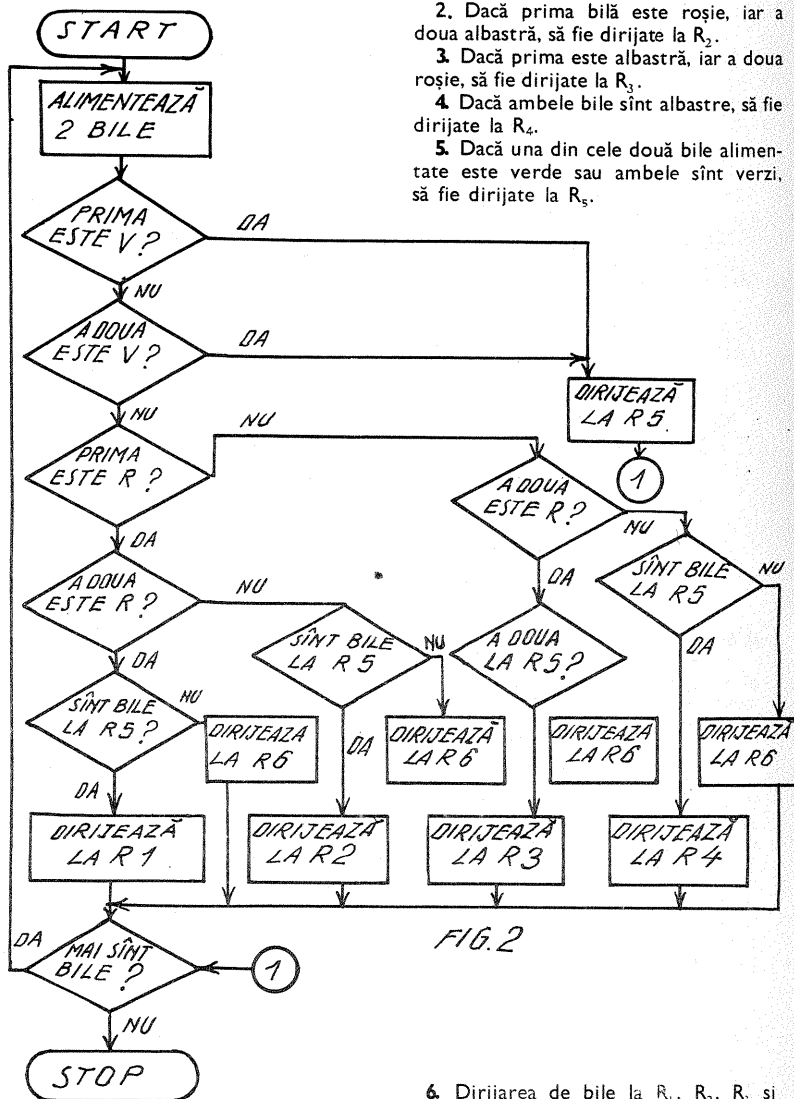 2. Dacă prima bilă este roșie, iar a
doua albastră, să fie dirijate la R₂.
3. Dacă prima este albastră, iar a doua
roșie, să fie dirijate la R₃.
4. Dacă ambele bile sînt albastre, să fie
dirijate la R₄.
5. Dacă una din cele două bile alimen-
tate este verde sau ambele sînt verzi,
să fie dirijate la R₅.
START
ALIMENTEAZĂ
2 BILE
PRIMA
ESTE V?
DA
NU
A DOUA
ESTE V?
DA
NU
DIRIJEAZĂ
LA R5
1
PRIMA
ESTE R?
NU
DA
A DOUA
ESTE R?
NU
DA
SÎNT BILE
LA R5
NU
DA
A DOUA
ESTE R?
NU
DA
SÎNT BILE
LA R5
NU
DA
A DOUA
LA R5?
SÎNT BILE
LA R5?
NU
DA
DIRIJEAZĂ
LA R6
DIRIJEAZĂ
LA R6
DIRIJEAZĂ
LA R6
DIRIJEAZĂ
LA R6
DIRIJEAZĂ
LA R1
DIRIJEAZĂ
LA R2
DIRIJEAZĂ
LA R3
DIRIJEAZĂ
LA R4
FIG.2
MAI SÎNT
BILE?
DA
1
NU
STOP
6. Dirijarea de bile la R₁, R₂, R₃ și